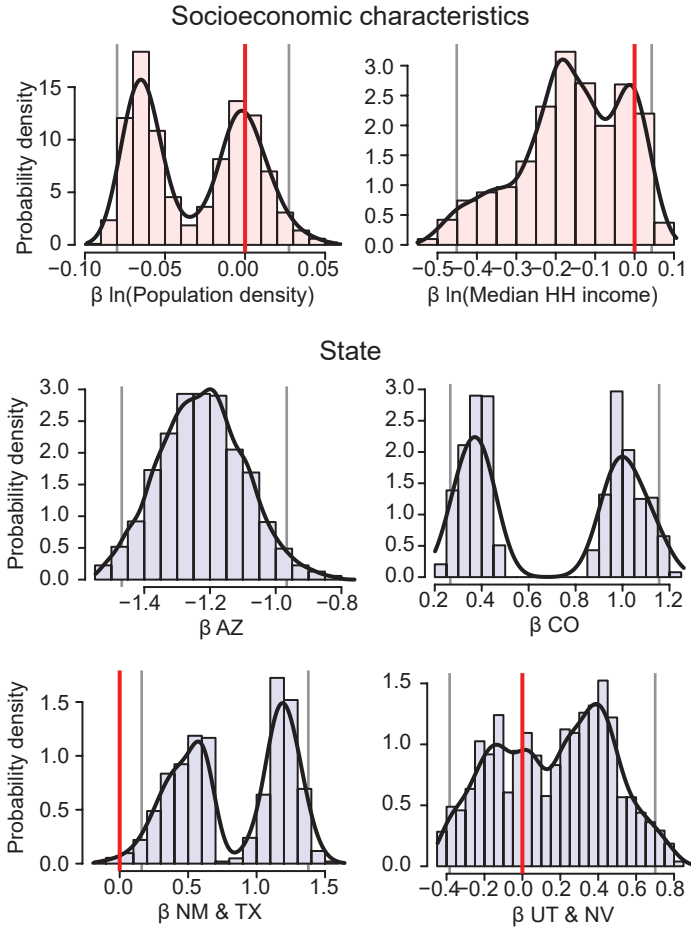 Socioeconomic characteristics
Probability density
15
10
5
0
−0.10 −0.05 0.00 0.05
β ln(Population density)
3.0
2.5
2.0
1.5
1.0
0.5
0.0
−0.5 −0.4 −0.3 −0.2 −0.1 0.0 0.1
β ln(Median HH income)
State
Probability density
3.0
2.5
2.0
1.5
1.0
0.5
0.0
−1.4 −1.2 −1.0 −0.8
β AZ
3.0
2.5
2.0
1.5
1.0
0.5
0.0
0.2 0.4 0.6 0.8 1.0 1.2
β CO
Probability density
1.5
1.0
0.5
0.0
0.0 0.5 1.0 1.5
β NM & TX
1.5
1.0
0.5
0.0
−0.4 −0.2 0.0 0.2 0.4 0.6 0.8
β UT & NV